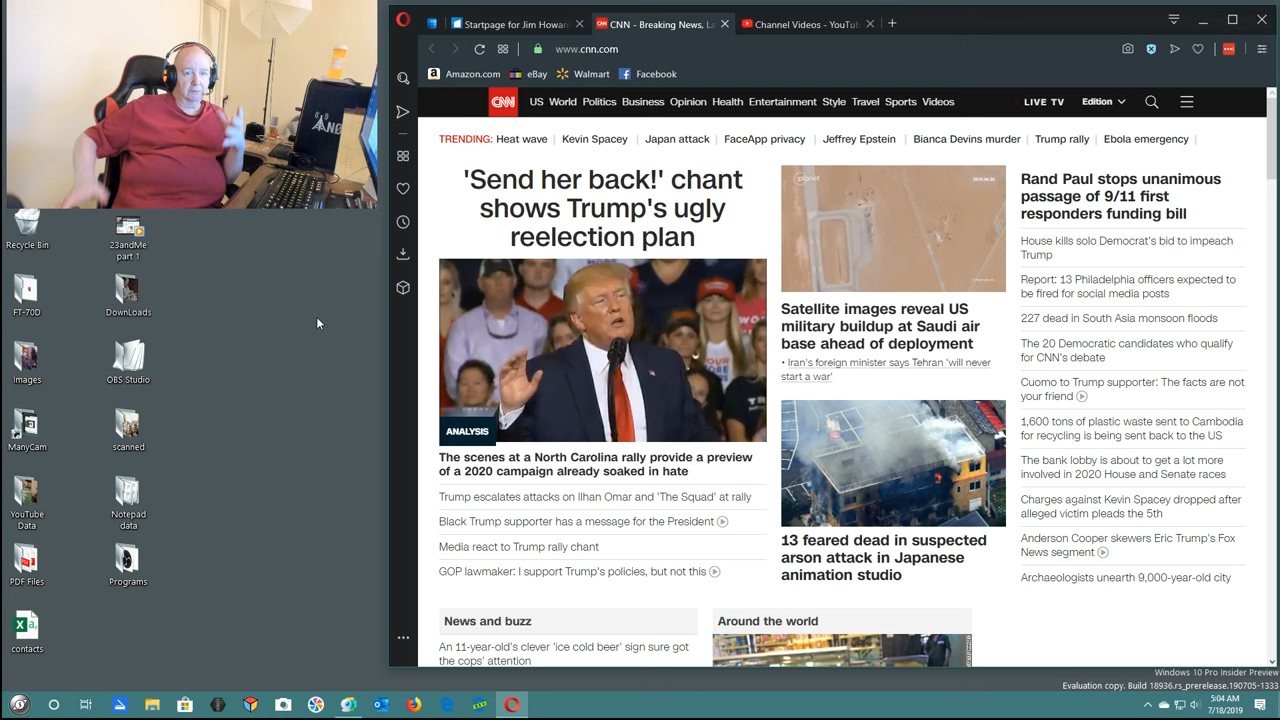 Startpage for Jim Howard
CNN - Breaking News, La
Channel Videos - YouTub
www.cnn.com
Amazon.com
eBay
Walmart
Facebook
CNN
US World Politics Business Opinion Health Entertainment Style Travel Sports Videos
LIVE TV
Edition
TRENDING: Heat wave | Kevin Spacey | Japan attack | FaceApp privacy | Jeffrey Epstein | Bianca Devins murder | Trump rally | Ebola emergency |
'Send her back!' chant
shows Trump's ugly
reelection plan
ANALYSIS
The scenes at a North Carolina rally provide a preview
of a 2020 campaign already soaked in hate
Trump escalates attacks on Ilhan Omar and 'The Squad' at rally
Black Trump supporter has a message for the President
Media react to Trump rally chant
GOP lawmaker: I support Trump's policies, but not this
planet
Satellite images reveal US
military buildup at Saudi air
base ahead of deployment
• Iran's foreign minister says Tehran 'will never
start a war'
13 feared dead in suspected
arson attack in Japanese
animation studio
Rand Paul stops unanimous
passage of 9/11 first
responders funding bill
House kills solo Democrat's bid to impeach
Trump
Report: 13 Philadelphia officers expected to
be fired for social media posts
227 dead in South Asia monsoon floods
The 20 Democratic candidates who qualify
for CNN's debate
Cuomo to Trump supporter: The facts are not
your friend
1,600 tons of plastic waste sent to Cambodia
for recycling is being sent back to the US
The bank lobby is about to get a lot more
involved in 2020 House and Senate races
Charges against Kevin Spacey dropped after
alleged victim pleads the 5th
Anderson Cooper skewers Eric Trump's Fox
News segment
Archaeologists unearth 9,000-year-old city
News and buzz
An 11-year-old's clever 'ice cold beer' sign sure got
the cops' attention
Around the world
Recycle Bin
23andMe
part 1
FT-70D
DownLoads
Images
OBS Studio
ManyCam
scanned
YouTube
Data
Notepad
data
PDF Files
Programs
contacts
Windows 10 Pro Insider Preview
Evaluation copy. Build 18936.rs_prerelease.190705-1333
5:04 AM
7/18/2019